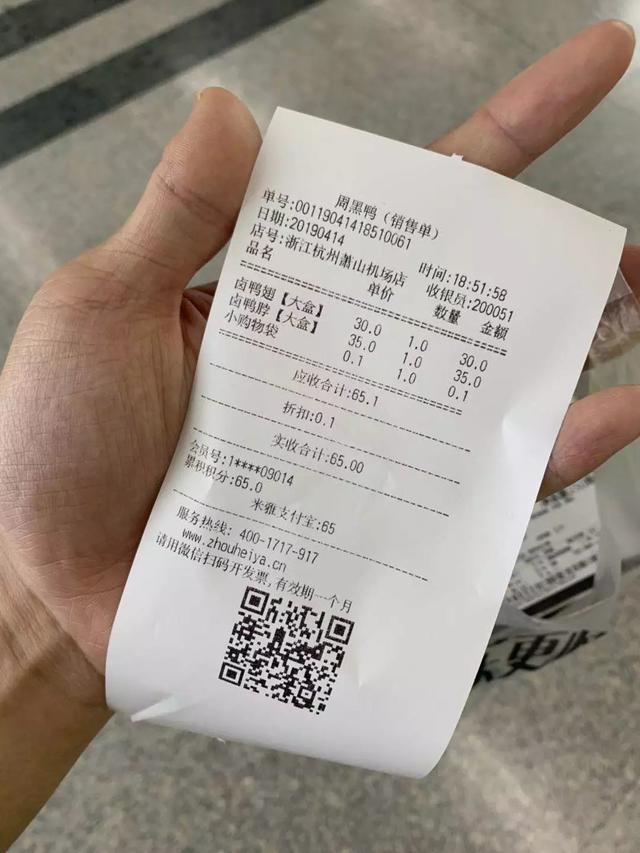 周黑鸭（销售单）
单号:00119041418510061
日期:20190414 时间:18:51:58
店号:浙江杭州萧山机场店 收银员:200051
品名 单价 数量 金额
卤鸭翅【大盒】 30.0 1.0 30.0
卤鸭脖【大盒】 35.0 1.0 35.0
小购物袋 0.1 1.0 0.1
应收合计:65.1
折扣:0.1
实收合计:65.00
会员号:1****09014
累积积分:65.0
米雅支付宝:65
服务热线: 400-1717-917
www.zhouheiya.cn
请用微信扫码开发票,有效期一个月
更